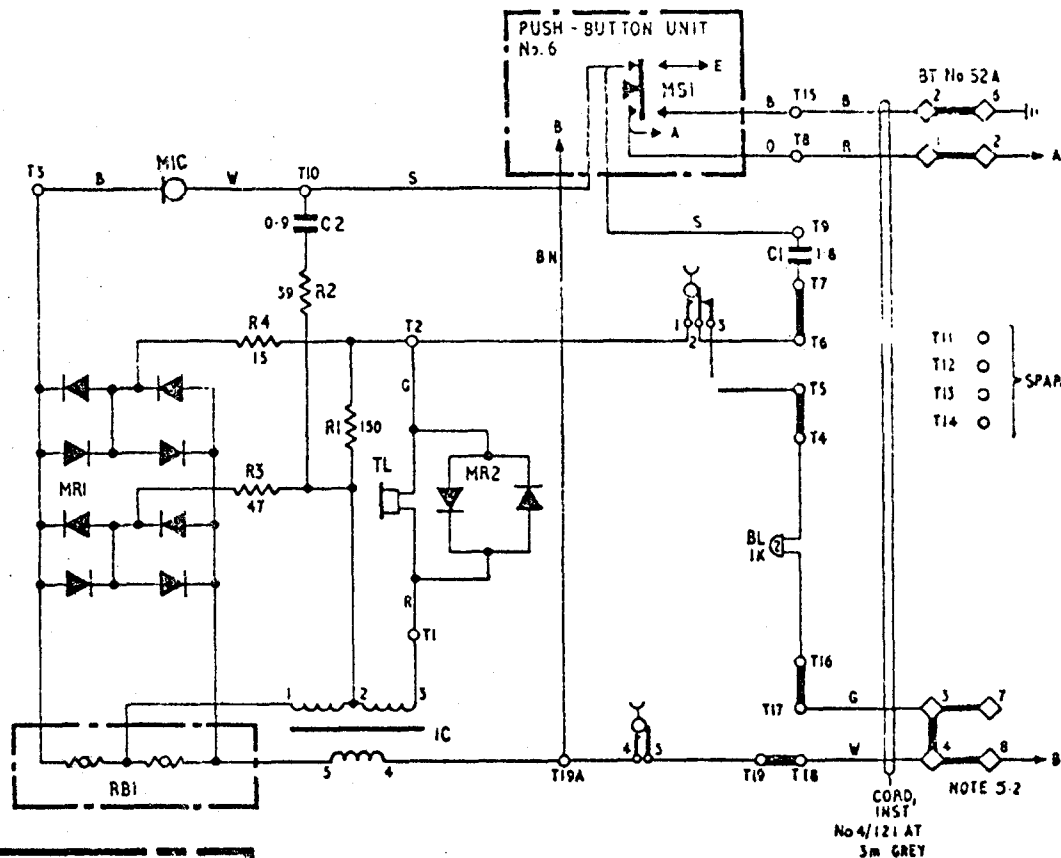 PUSH - BUTTON UNIT
No. 6
E
MS1
A
B T15 B
O T8 R
BT No 52A
2 6
1 2
A
B
T3 B MIC W T10 S
0·9 C2
39 R2
BN
S T9
C1 1·8
T7
R4
15
T2
1 2 3
T6
T11
T12
T13
T14
SPAR
G
T5
T4
R1 150
TL
MR2
R3
47
MR1
BL
1K
R
T1
T16
1 2 3
T17 G 3 7
IC
5 4
T19A
4 5
T19 T18 W 4 8
B
RB1
NOTE 5·2
CORD,
INST
No 4/121 AT
3m GREY